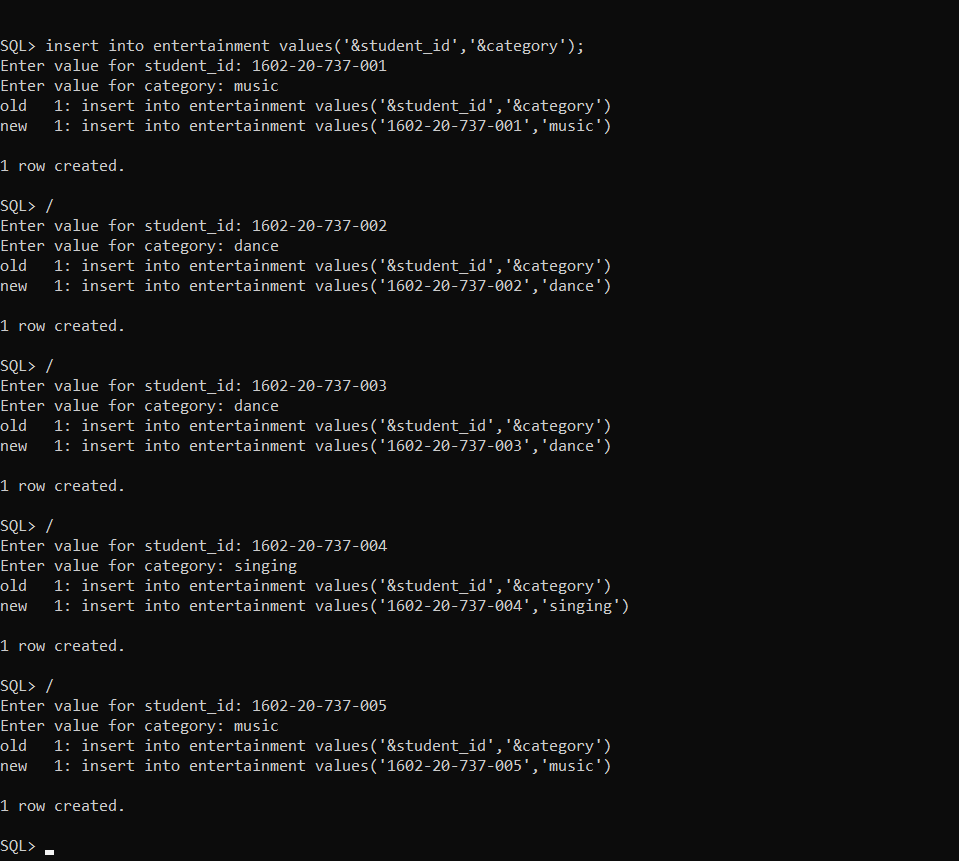 SQL> insert into entertainment values('&student_id','&category');
Enter value for student_id: 1602-20-737-001
Enter value for category: music
old   1: insert into entertainment values('&student_id','&category')
new   1: insert into entertainment values('1602-20-737-001','music')
1 row created.
SQL> /
Enter value for student_id: 1602-20-737-002
Enter value for category: dance
old   1: insert into entertainment values('&student_id','&category')
new   1: insert into entertainment values('1602-20-737-002','dance')
1 row created.
SQL> /
Enter value for student_id: 1602-20-737-003
Enter value for category: dance
old   1: insert into entertainment values('&student_id','&category')
new   1: insert into entertainment values('1602-20-737-003','dance')
1 row created.
SQL> /
Enter value for student_id: 1602-20-737-004
Enter value for category: singing
old   1: insert into entertainment values('&student_id','&category')
new   1: insert into entertainment values('1602-20-737-004','singing')
1 row created.
SQL> /
Enter value for student_id: 1602-20-737-005
Enter value for category: music
old   1: insert into entertainment values('&student_id','&category')
new   1: insert into entertainment values('1602-20-737-005','music')
1 row created.
SQL>